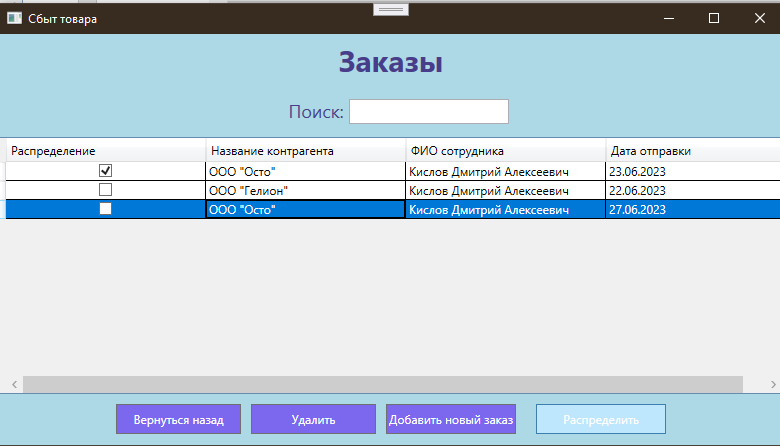 Сбыт товара
Заказы
Поиск:
Распределение Название контрагента ФИО сотрудника Дата отправки
ООО "Осто" Кислов Дмитрий Алексеевич 23.06.2023
ООО "Гелион" Кислов Дмитрий Алексеевич 22.06.2023
ООО "Осто" Кислов Дмитрий Алексеевич 27.06.2023
Вернуться назад Удалить Добавить новый заказ Распределить